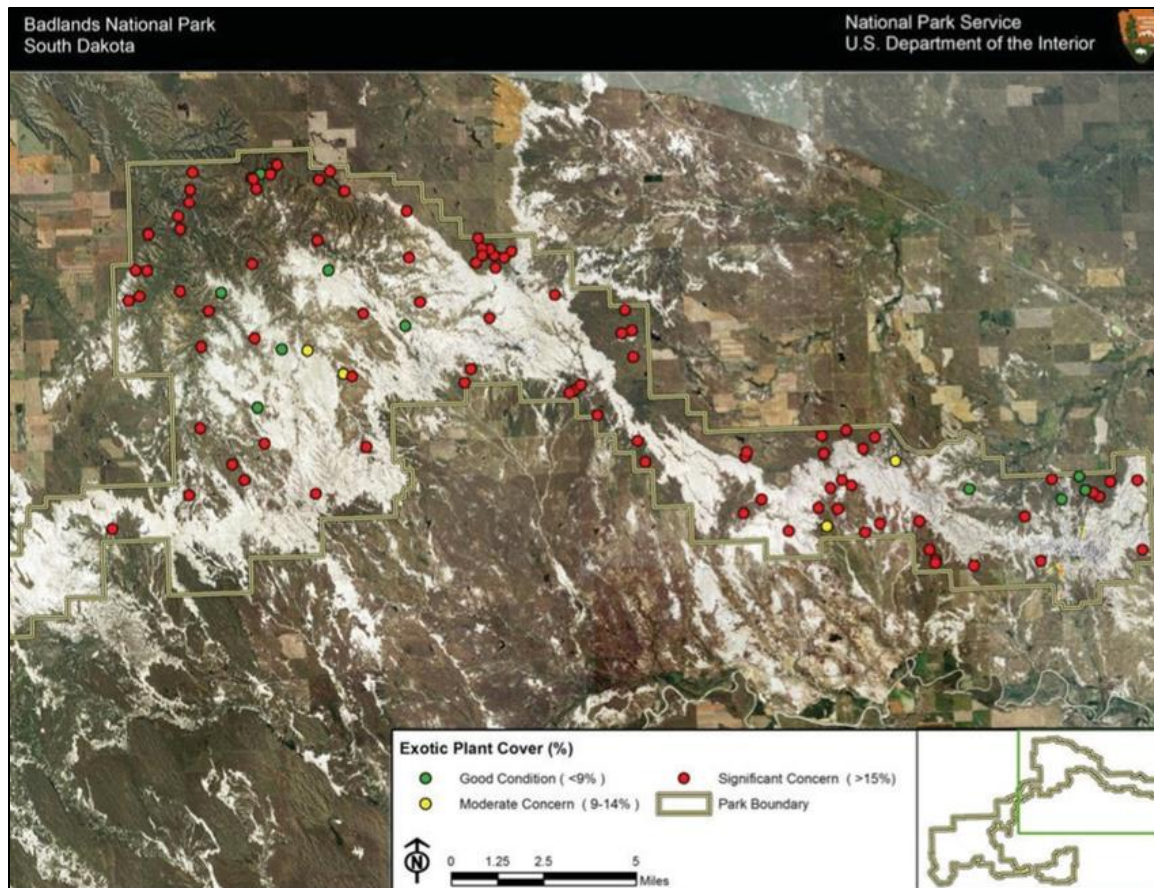 Badlands National Park
South Dakota
National Park Service
U.S. Department of the Interior
Exotic Plant Cover (%)
Good Condition ( <9% )
Significant Concern ( >15%)
Moderate Concern ( 9-14% )
Park Boundary
N
0 1.25 2.5 5
Miles